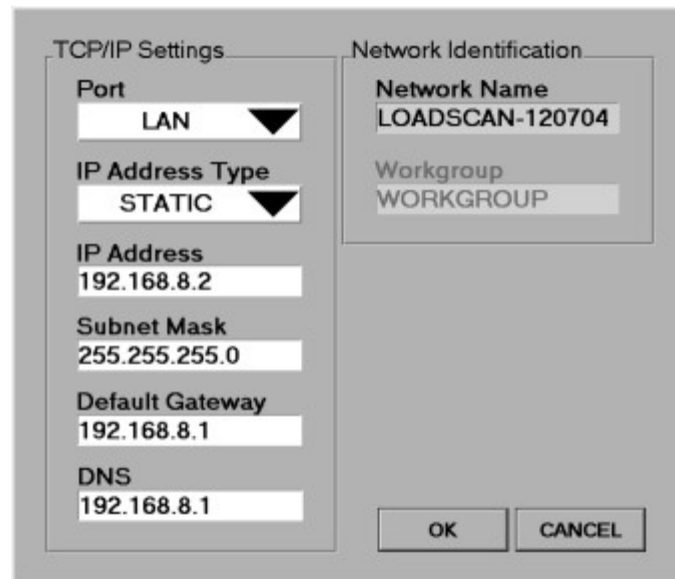 TCP/IP Settings
Port
LAN
IP Address Type
STATIC
IP Address
192.168.8.2
Subnet Mask
255.255.255.0
Default Gateway
192.168.8.1
DNS
192.168.8.1
Network Identification
Network Name
LOADSCAN-120704
Workgroup
WORKGROUP
OK
CANCEL